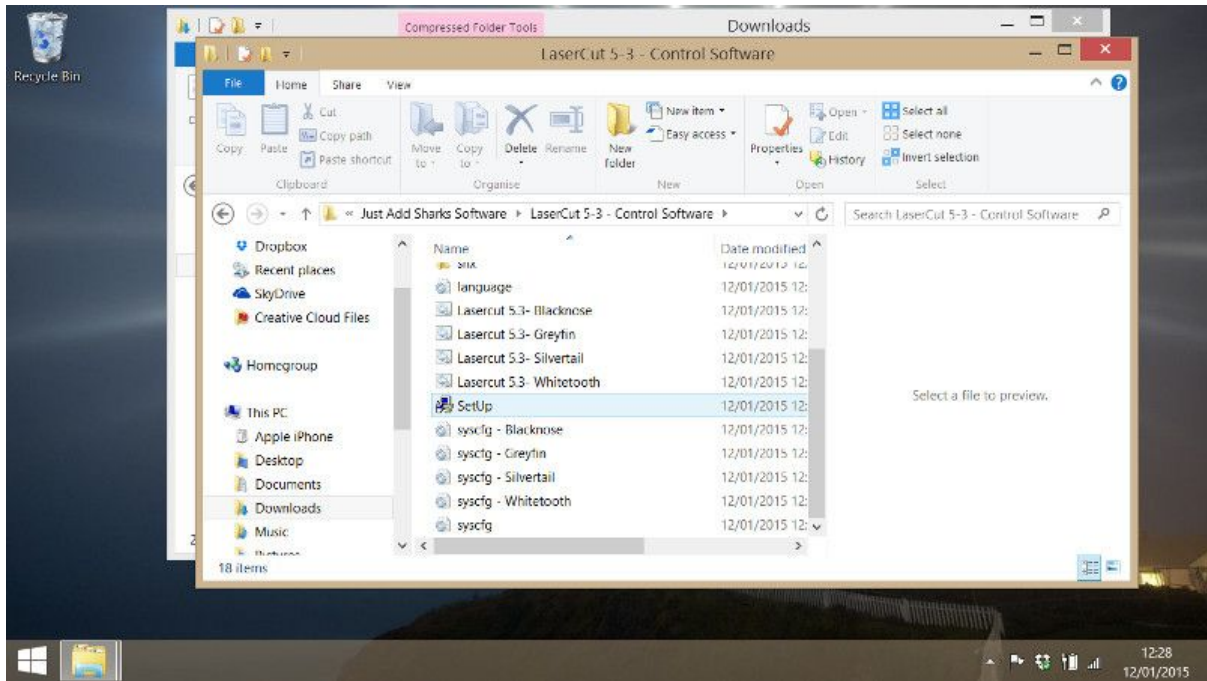 Recycle Bin
Compressed Folder Tools
Downloads
LaserCut 5-3 - Control Software
File Home Share View
Copy
Paste
Cut
Copy path
Paste shortcut
Clipboard
Move to
Copy to
Delete
Rename
Organise
New folder
New item
Easy access
New
Properties
Open
Edit
History
Open
Select all
Select none
Invert selection
Select
« Just Add Sharks Software LaserCut 5-3 - Control Software
Search LaserCut 5-3 - Control Software
Dropbox
Recent places
SkyDrive
Creative Cloud Files
Homegroup
This PC
Apple iPhone
Desktop
Documents
Downloads
Music
Pictures
Name Date modified
language 12/01/2015 12:
Lasercut 5.3- Blacknose 12/01/2015 12:
Lasercut 5.3- Greyfin 12/01/2015 12:
Lasercut 5.3- Silvertail 12/01/2015 12:
Lasercut 5.3- Whitetooth 12/01/2015 12:
SetUp 12/01/2015 12:
syscfg - Blacknose 12/01/2015 12:
syscfg - Greyfin 12/01/2015 12:
syscfg - Silvertail 12/01/2015 12:
syscfg - Whitetooth 12/01/2015 12:
syscfg 12/01/2015 12:
Select a file to preview.
18 items
12:28
12/01/2015